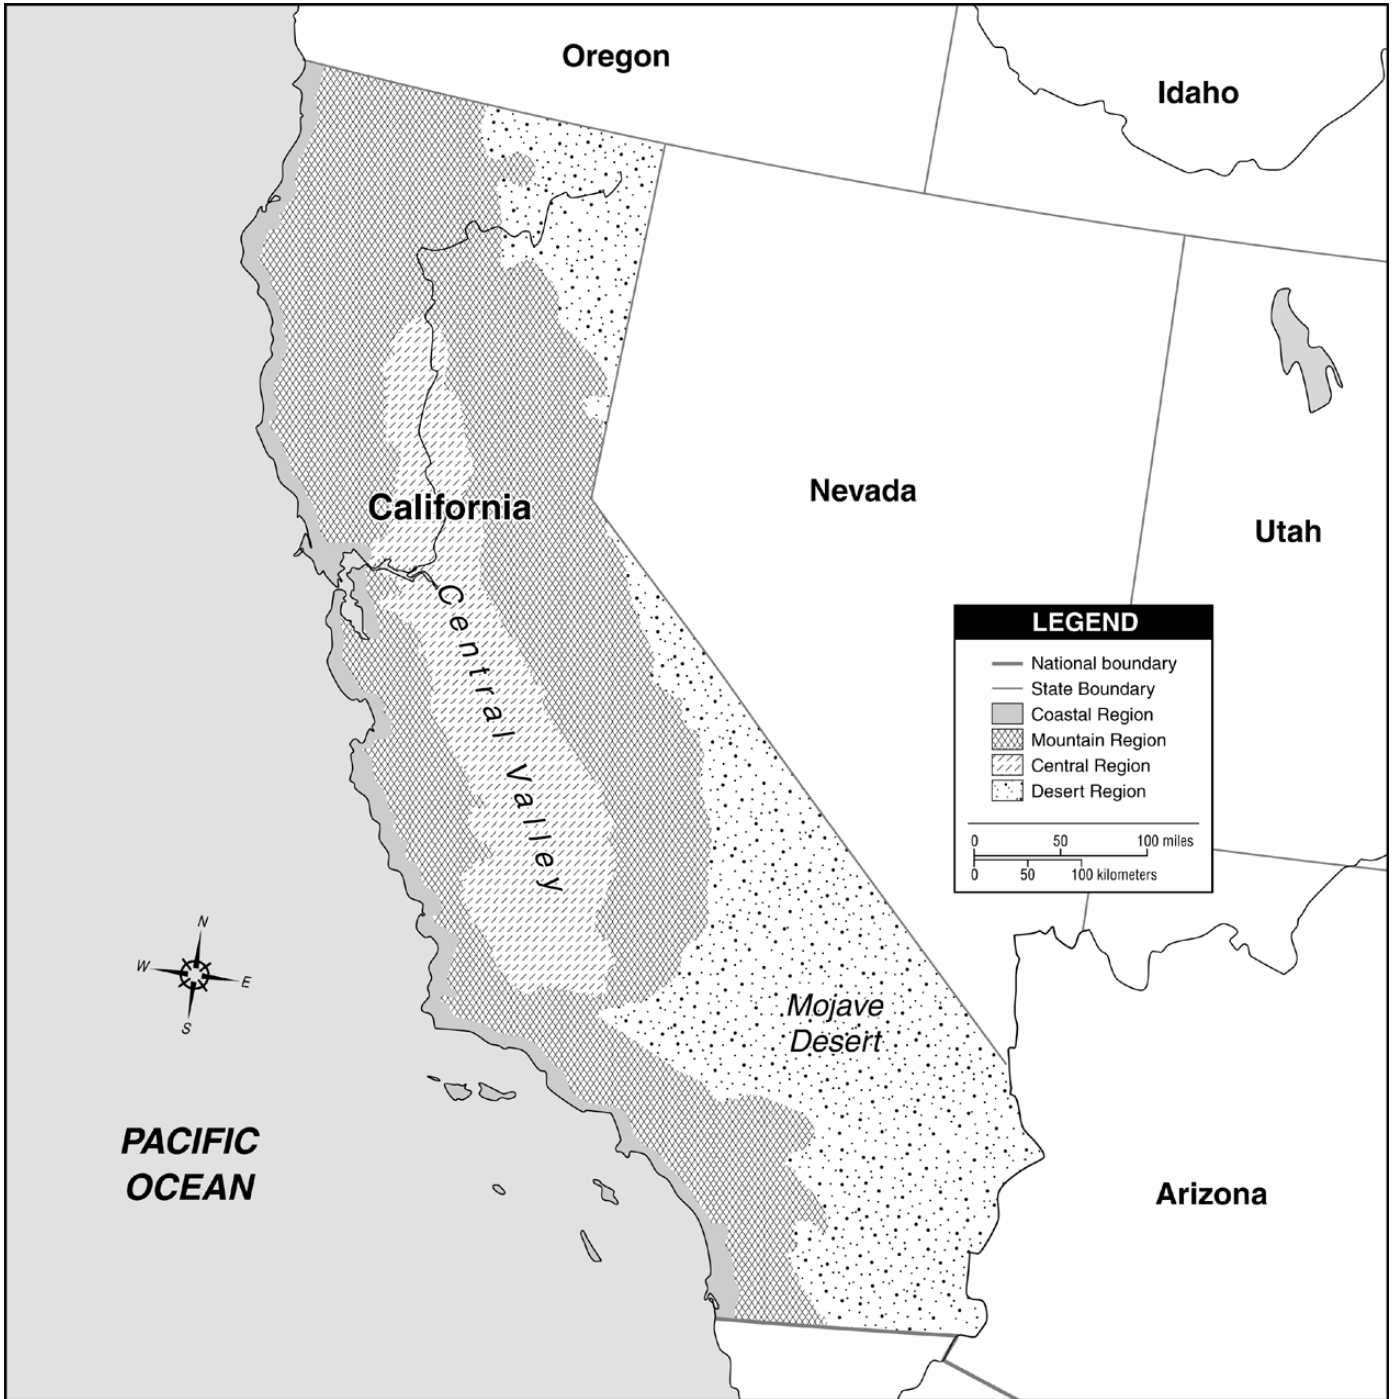 Oregon
Idaho
California
Nevada
Utah
Central Valley
LEGEND
National boundary
State Boundary
Coastal Region
Mountain Region
Central Region
Desert Region
0 50 100 miles
0 50 100 kilometers
N
W
E
S
Mojave
Desert
PACIFIC
OCEAN
Arizona